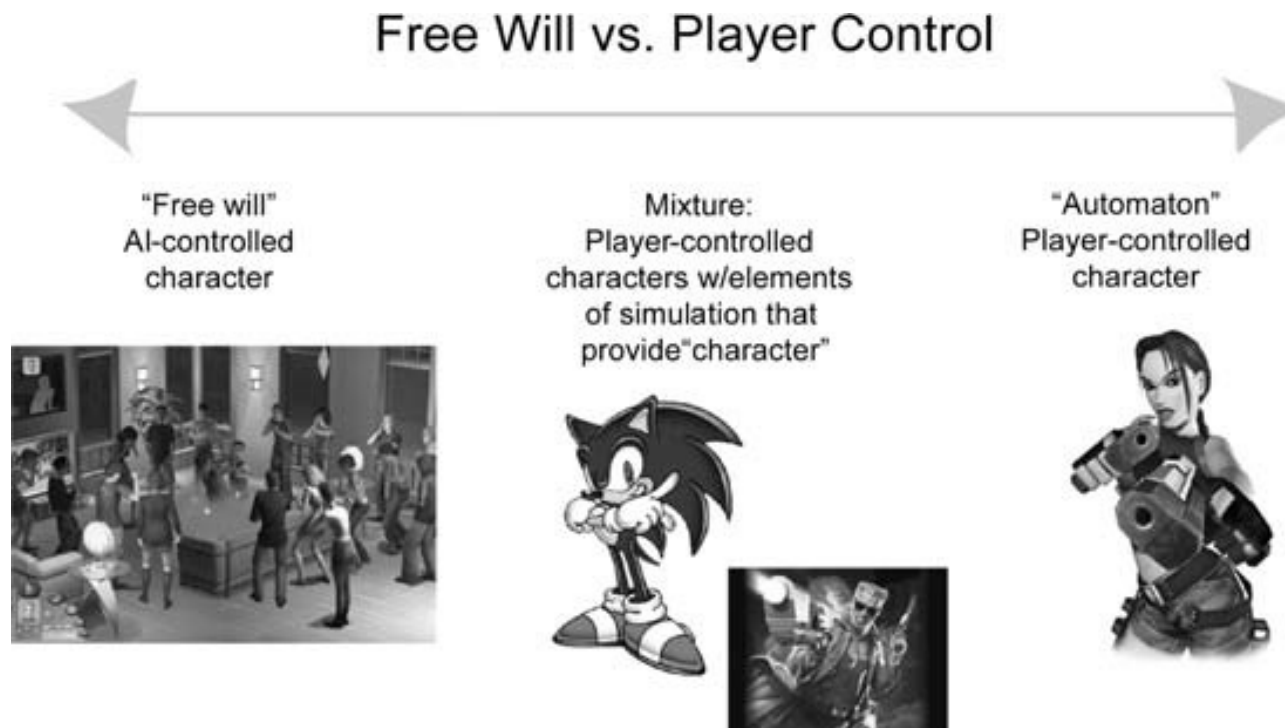 Free Will vs. Player Control
“Free will”
AI-controlled
character
Mixture:
Player-controlled
characters w/elements
of simulation that
provide“character”
“Automaton”
Player-controlled
character